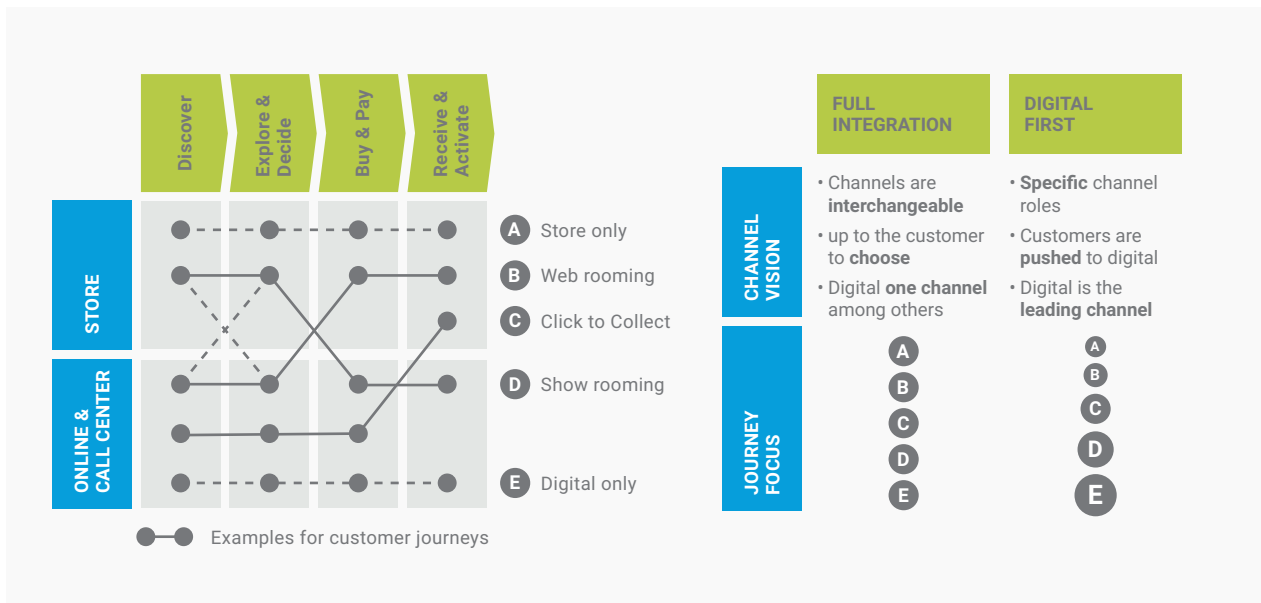 Discover
Explore &
Decide
Buy & Pay
Receive &
Activate
STORE
ONLINE &
CALL CENTER
A Store only
B Web rooming
C Click to Collect
D Show rooming
E Digital only
Examples for customer journeys
FULL
INTEGRATION
DIGITAL
FIRST
CHANNEL
VISION
• Channels are
interchangeable
• up to the customer
to choose
• Digital one channel
among others
• Specific channel
roles
• Customers are
pushed to digital
• Digital is the
leading channel
JOURNEY
FOCUS
A
B
C
D
E
A
B
C
D
E